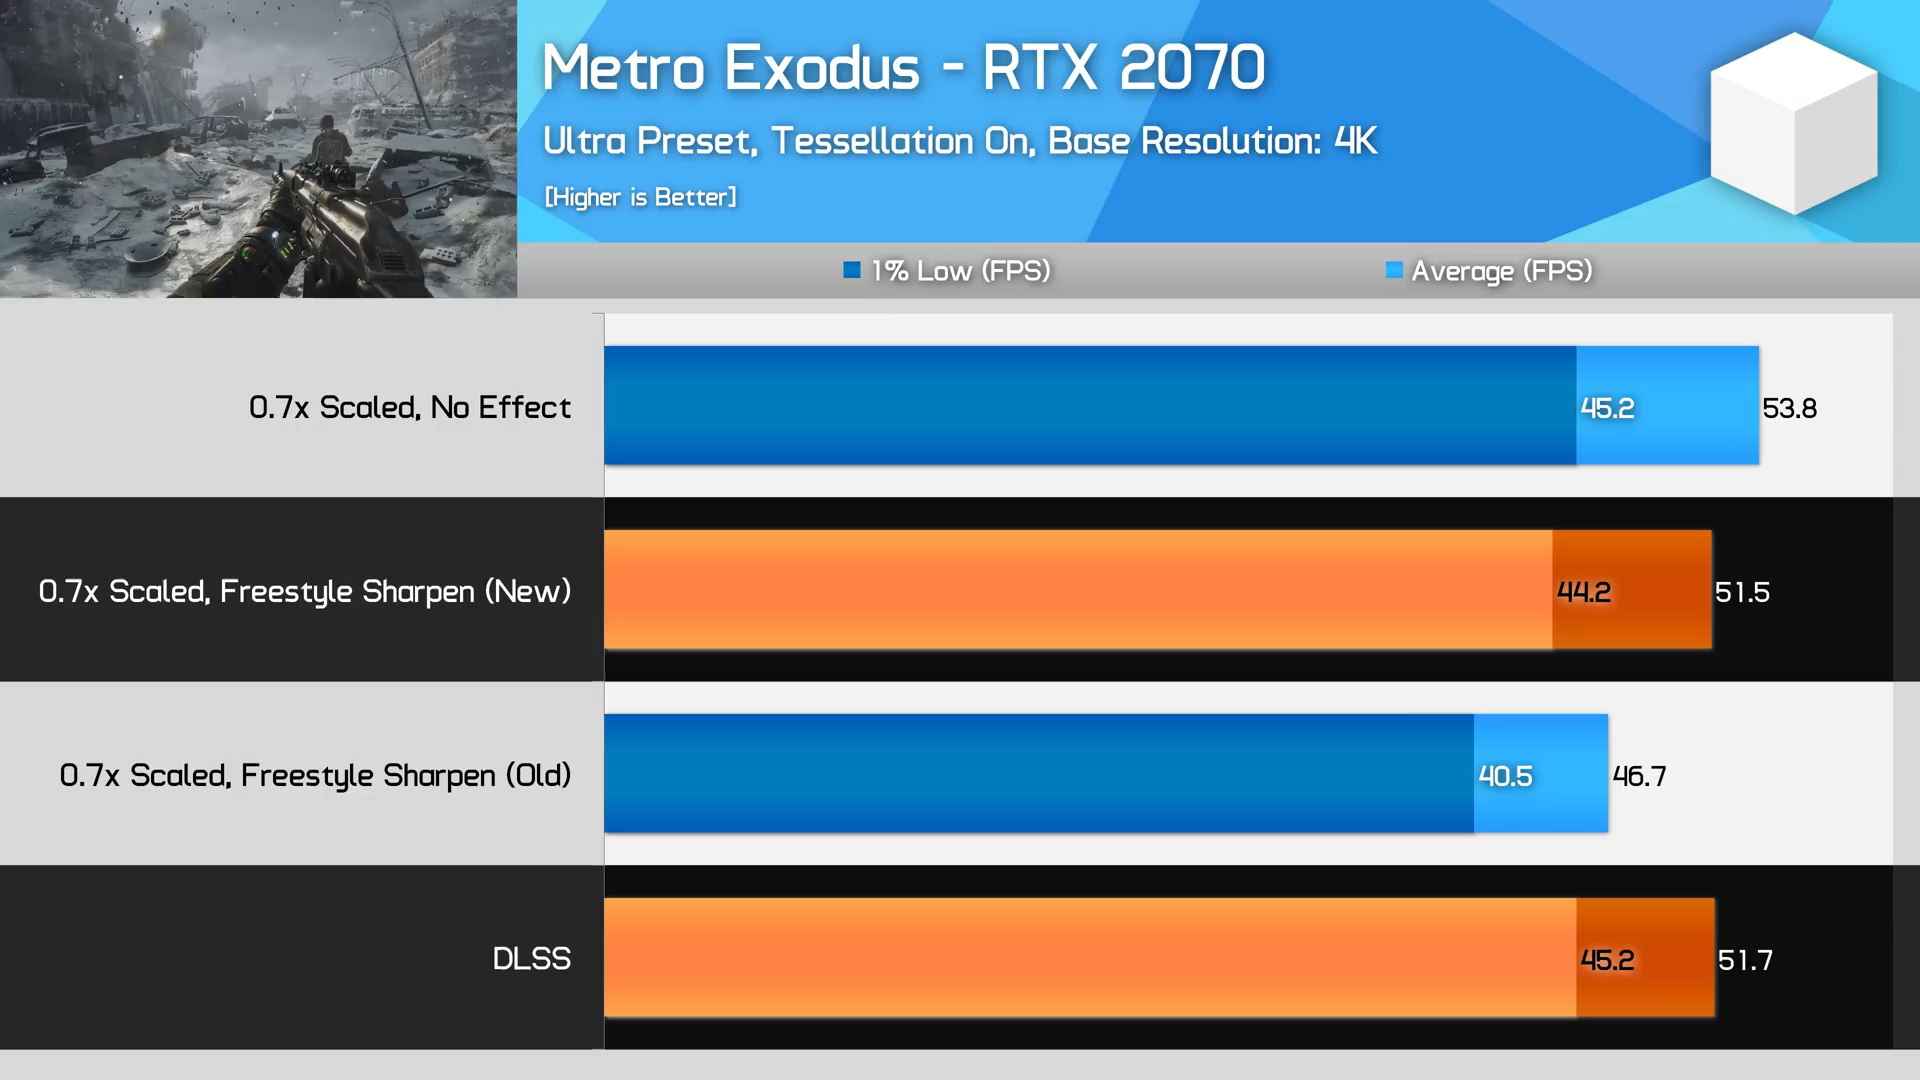 Metro Exodus - RTX 2070
Ultra Preset, Tessellation On, Base Resolution: 4K
[Higher is Better]
1% Low (FPS)
Average (FPS)
0.7x Scaled, No Effect
45.2
53.8
0.7x Scaled, Freestyle Sharpen (New)
44.2
51.5
0.7x Scaled, Freestyle Sharpen (Old)
40.5
46.7
DLSS
45.2
51.7